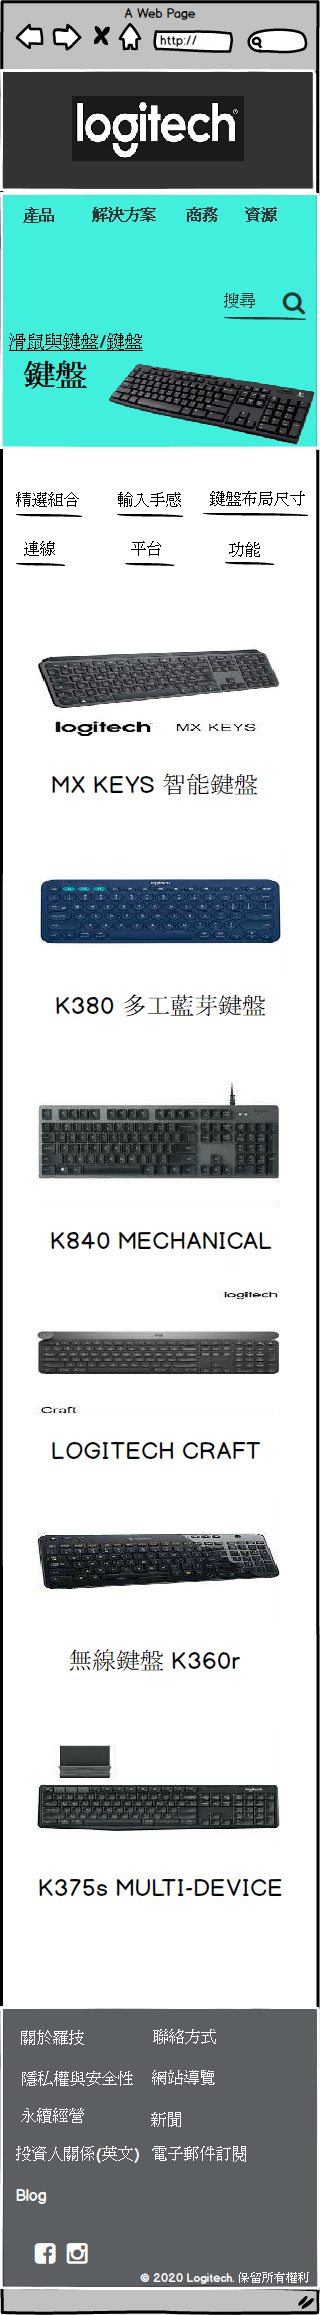 A Web Page
http://
logitech
產品 解決方案 商務 資源
搜尋
滑鼠與鍵盤/鍵盤
鍵盤
精選組合 輸入手感 鍵盤布局尺寸
連線 平台 功能
logitech MX KEYS
MX KEYS 智能鍵盤
K380 多工藍芽鍵盤
K840 MECHANICAL
logitech
Craft
LOGITECH CRAFT
無線鍵盤 K360r
K375s MULTI-DEVICE
關於羅技 聯絡方式
隱私權與安全性 網站導覽
永續經營 新聞
投資人關係(英文) 電子郵件訂閱
Blog
© 2020 Logitech. 保留所有權利